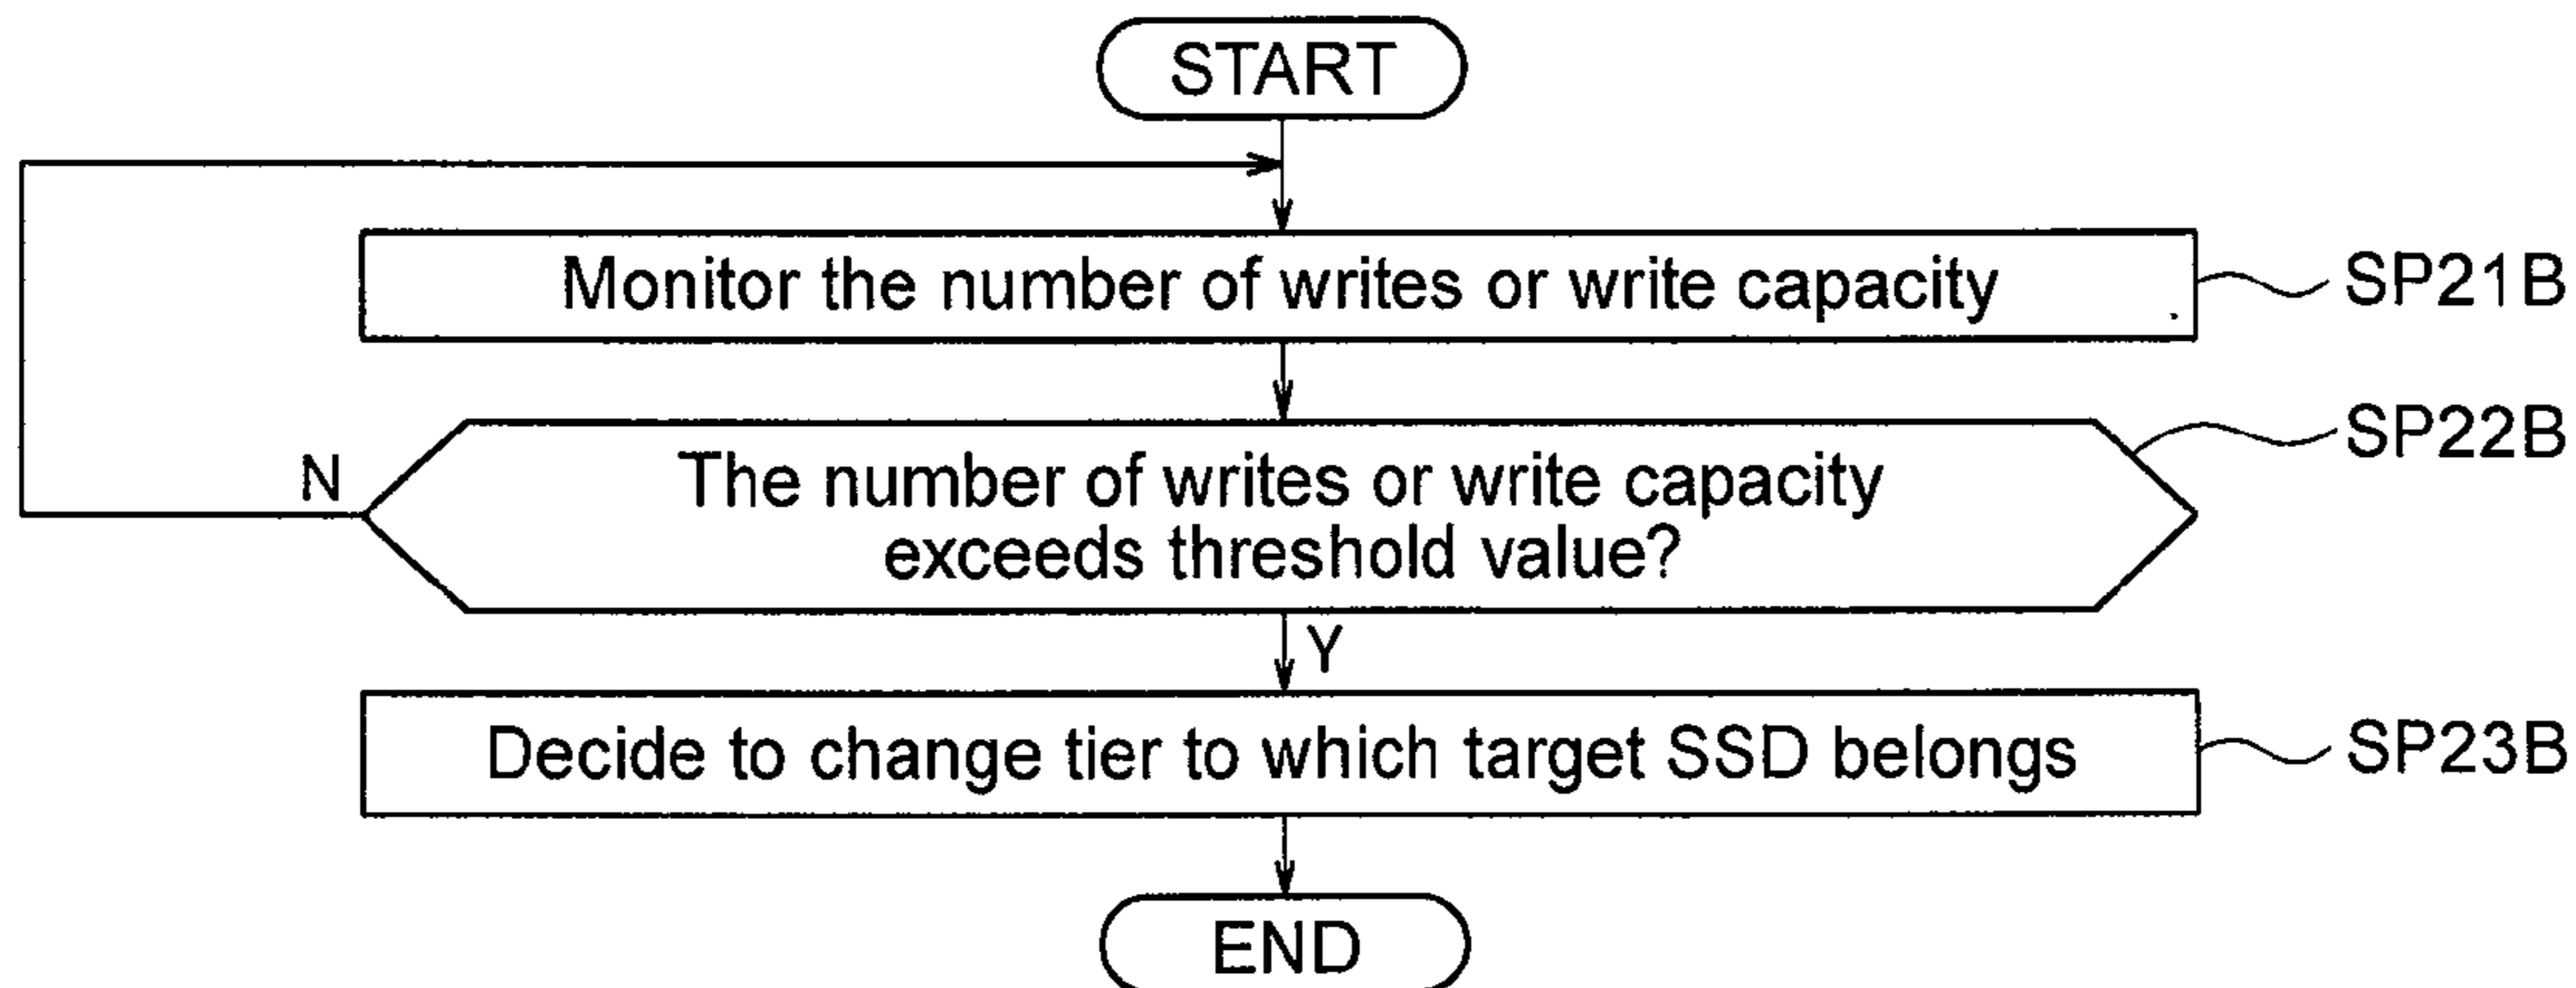 START
Monitor the number of writes or write capacity
SP21B
SP22B
N
The number of writes or write capacity
exceeds threshold value?
Y
Decide to change tier to which target SSD belongs
SP23B
END